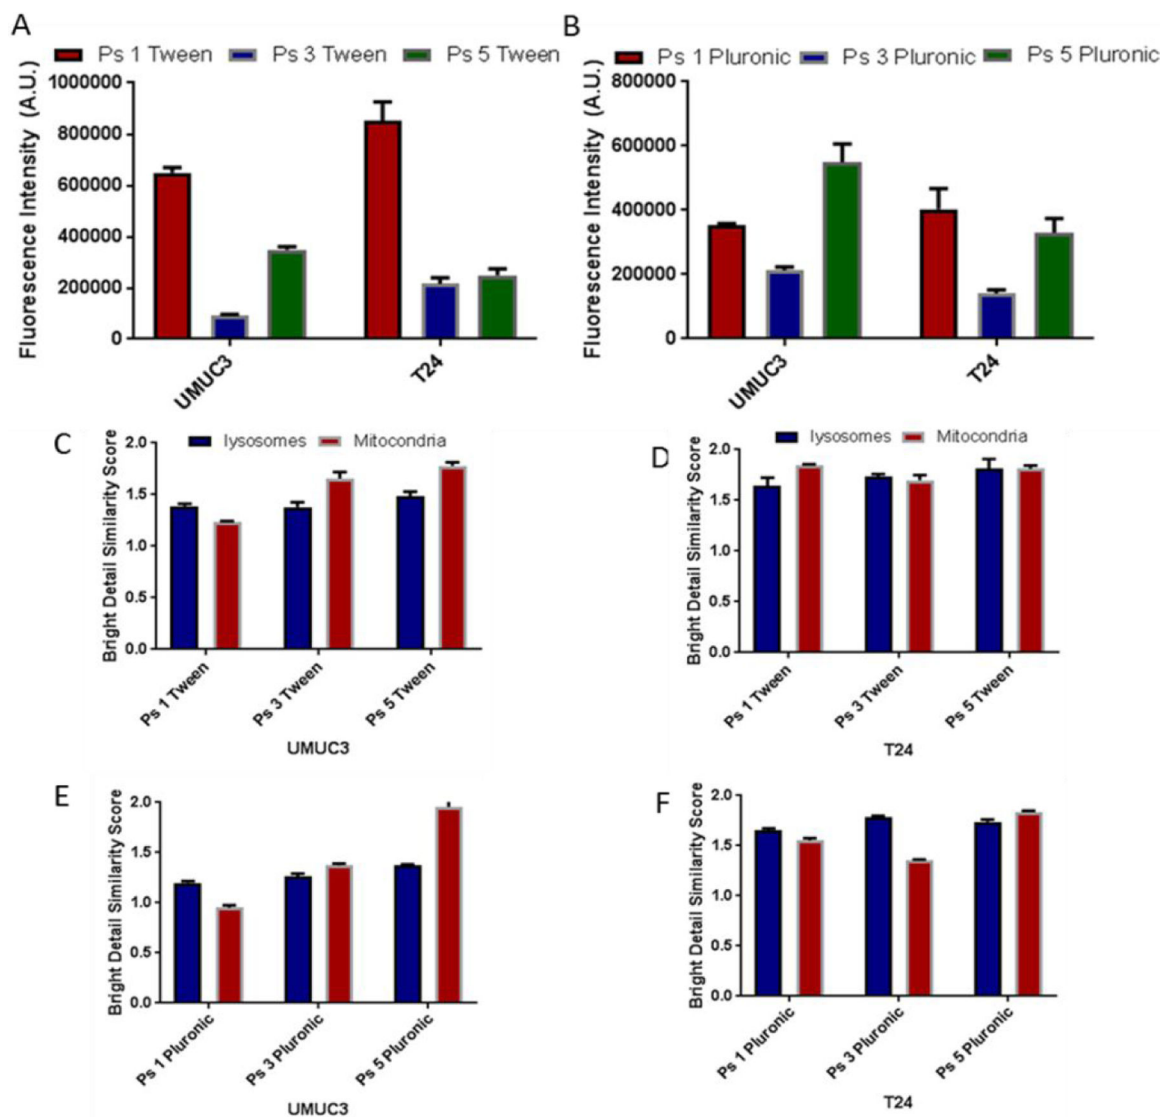 A
Ps 1 Tween Ps 3 Tween Ps 5 Tween
Fluorescence Intensity (A.U.)
1000000
800000
600000
400000
200000
0
UMUC3
T24
B
Ps 1 Pluronic Ps 3 Pluronic Ps 5 Pluronic
Fluorescence Intensity (A.U.)
800000
600000
400000
200000
0
UMUC3
T24
C
lysosomes Mitocondria
Bright Detail Similarity Score
2.0
1.5
1.0
0.5
0.0
Ps 1 Tween
Ps 3 Tween
Ps 5 Tween
UMUC3
D
lysosomes Mitocondria
Bright Detail Similarity Score
2.0
1.5
1.0
0.5
0.0
Ps 1 Tween
Ps 3 Tween
Ps 5 Tween
T24
E
Bright Detail Similarity Score
2.0
1.5
1.0
0.5
0.0
Ps 1 Pluronic
Ps 3 Pluronic
Ps 5 Pluronic
UMUC3
F
Bright Detail Similarity Score
2.0
1.5
1.0
0.5
0.0
Ps 1 Pluronic
Ps 3 Pluronic
Ps 5 Pluronic
T24